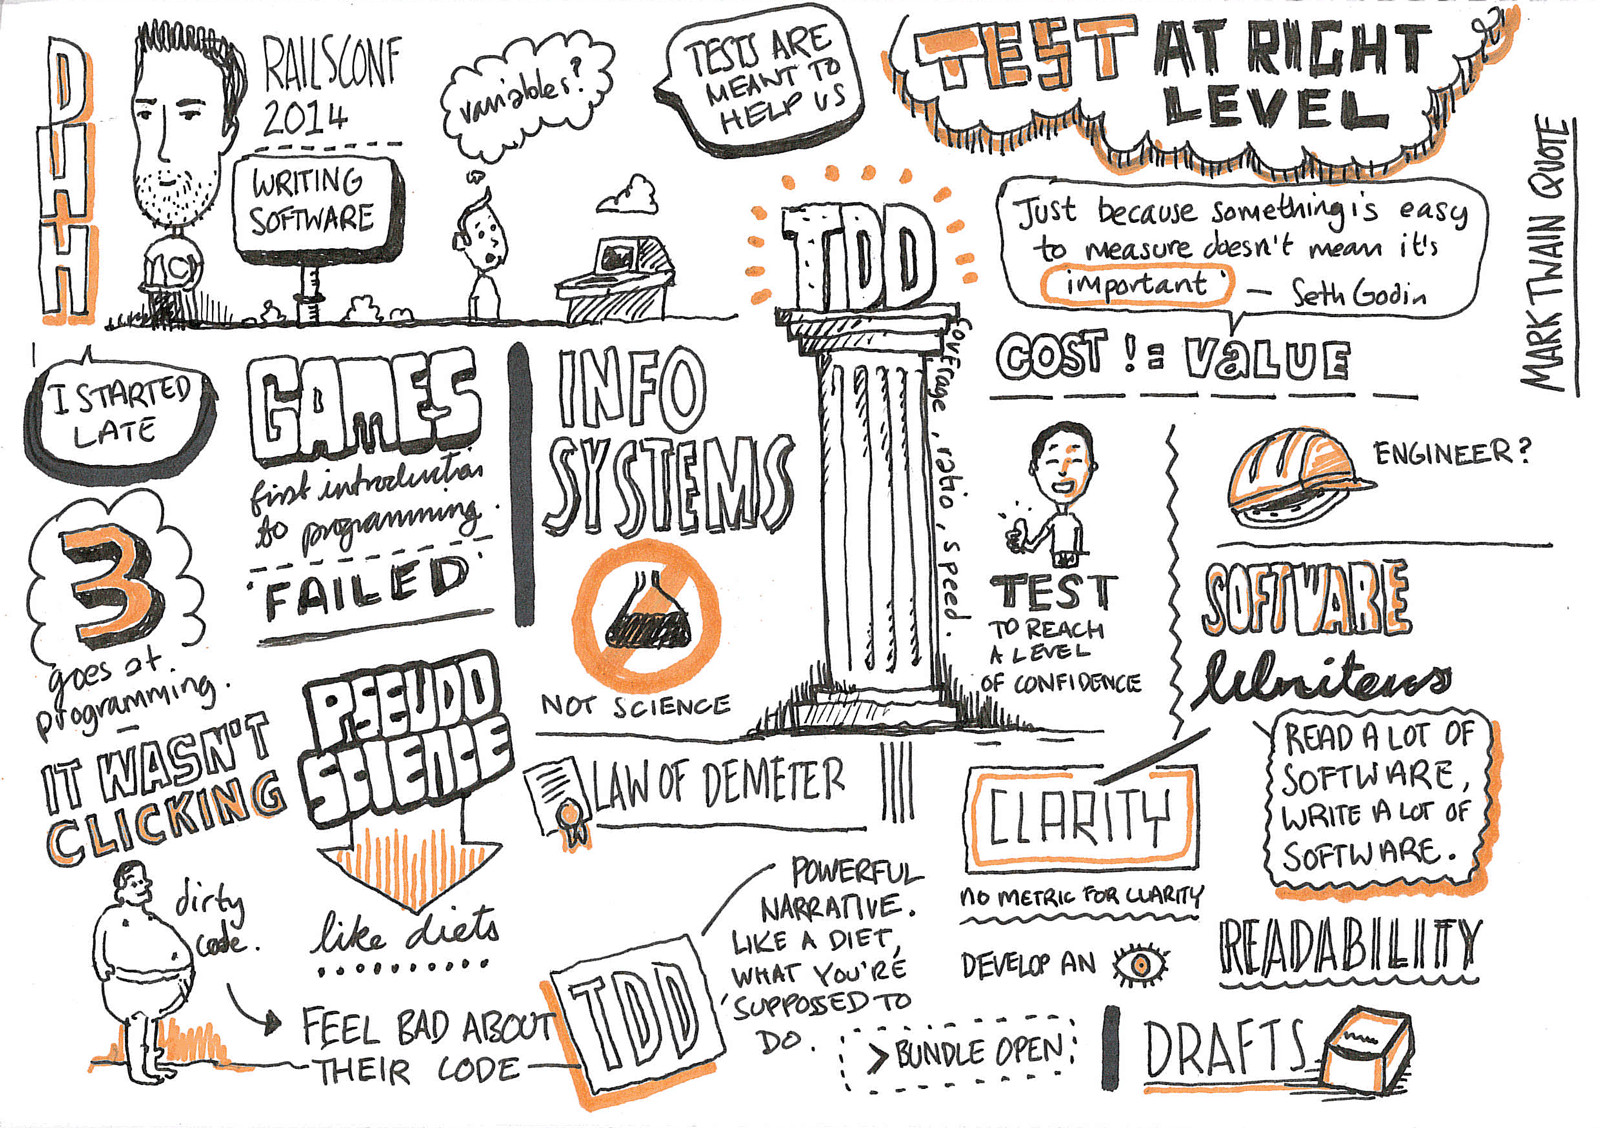 DHH
RAILSCONF
2014
WRITING
SOFTWARE
variables?
TESTS ARE
MEANT TO
HELP US
TEST AT RIGHT
LEVEL
Just because something is easy
to measure doesn't mean it's
important'
— Seth Godin
MARK TWAIN QUOTE
COST != VaLUE
I STARTED
LATE
GAMES
first introduction
to programming.
'FAILED'
3
goes at
programming.
IT WASN'T
CLICKING
INFO
SYSTEMS
NOT SCIENCE
TDD
coverage, ratio, speed.
TEST
TO REACH
A LEVEL
OF CONFIDENCE
ENGINEER?
SOFTWARE
Writers
READ A LOT OF
SOFTWARE,
WRITE A LOT OF
SOFTWARE.
READABILITY
PSEUDO
SCIENCE
like diets
LAW OF DEMETER
CLARITY
NO METRIC FOR CLARITY
DEVELOP AN
dirty
code.
FEEL BAD ABOUT
THEIR CODE
TDD
POWERFUL
NARRATIVE.
LIKE A DIET,
WHAT YOU'RE
'SUPPOSED TO
DO.
> BUNDLE OPEN
DRAFTS